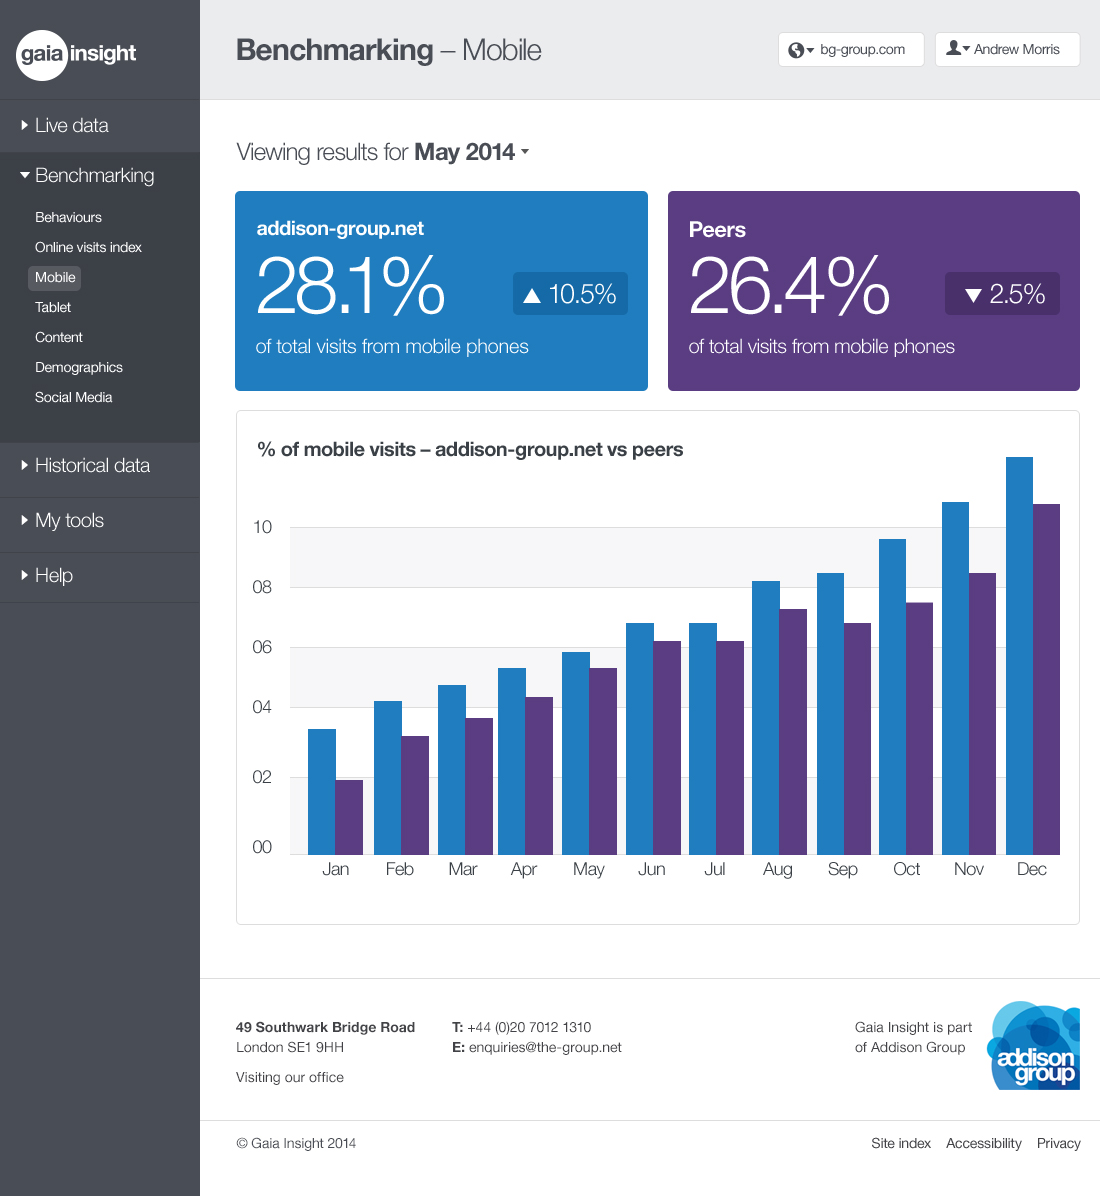 gaia insight
Live data
Benchmarking
Behaviours
Online visits index
Mobile
Tablet
Content
Demographics
Social Media
Historical data
My tools
Help
Benchmarking – Mobile
bg-group.com
Andrew Morris
Viewing results for May 2014
addison-group.net
28.1%
10.5%
of total visits from mobile phones
Peers
26.4%
2.5%
of total visits from mobile phones
% of mobile visits – addison-group.net vs peers
10
08
06
04
02
00
Jan Feb Mar Apr May Jun Jul Aug Sep Oct Nov Dec
49 Southwark Bridge Road
London SE1 9HH
Visiting our office
T: +44 (0)20 7012 1310
E: enquiries@the-group.net
Gaia Insight is part
of Addison Group
addison
group
© Gaia Insight 2014
Site index Accessibility Privacy